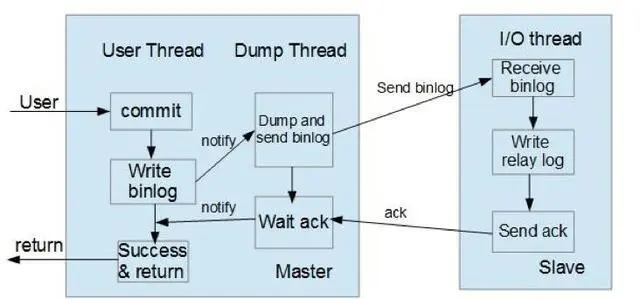 User Thread
Dump Thread
I/O thread
User
commit
notify
Dump and
send binlog
Send binlog
Receive
binlog
Write
binlog
Write
relay log
notify
Wait ack
ack
Send ack
return
Success
& return
Master
Slave